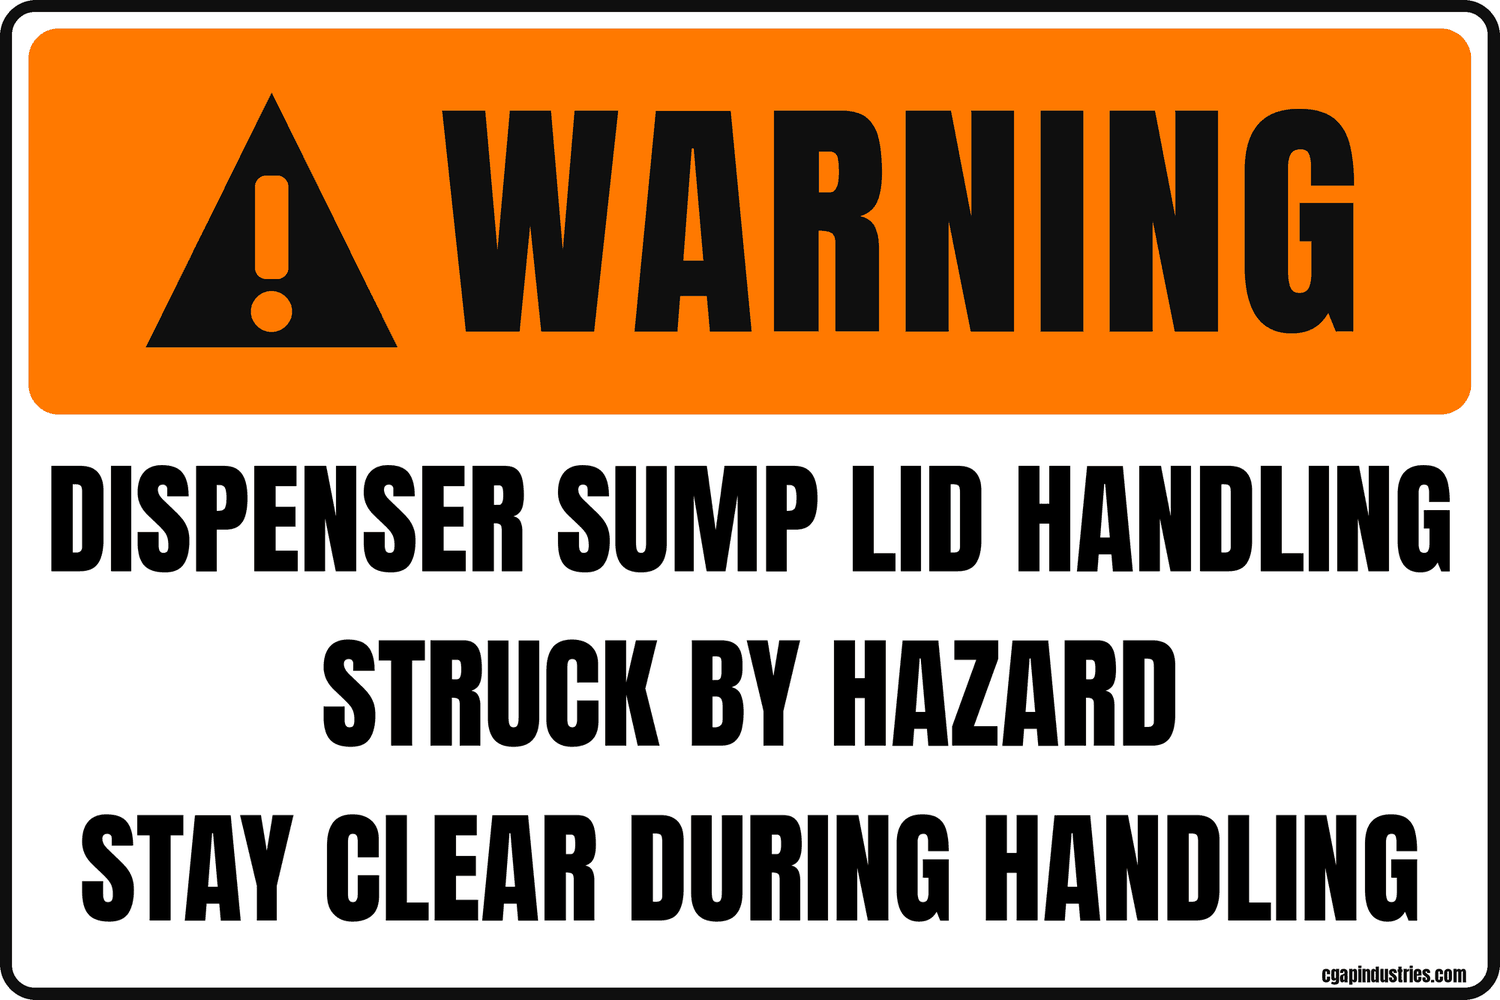 WARNING
DISPENSER SUMP LID HANDLING
STRUCK BY HAZARD
STAY CLEAR DURING HANDLING
cgapindustries.com